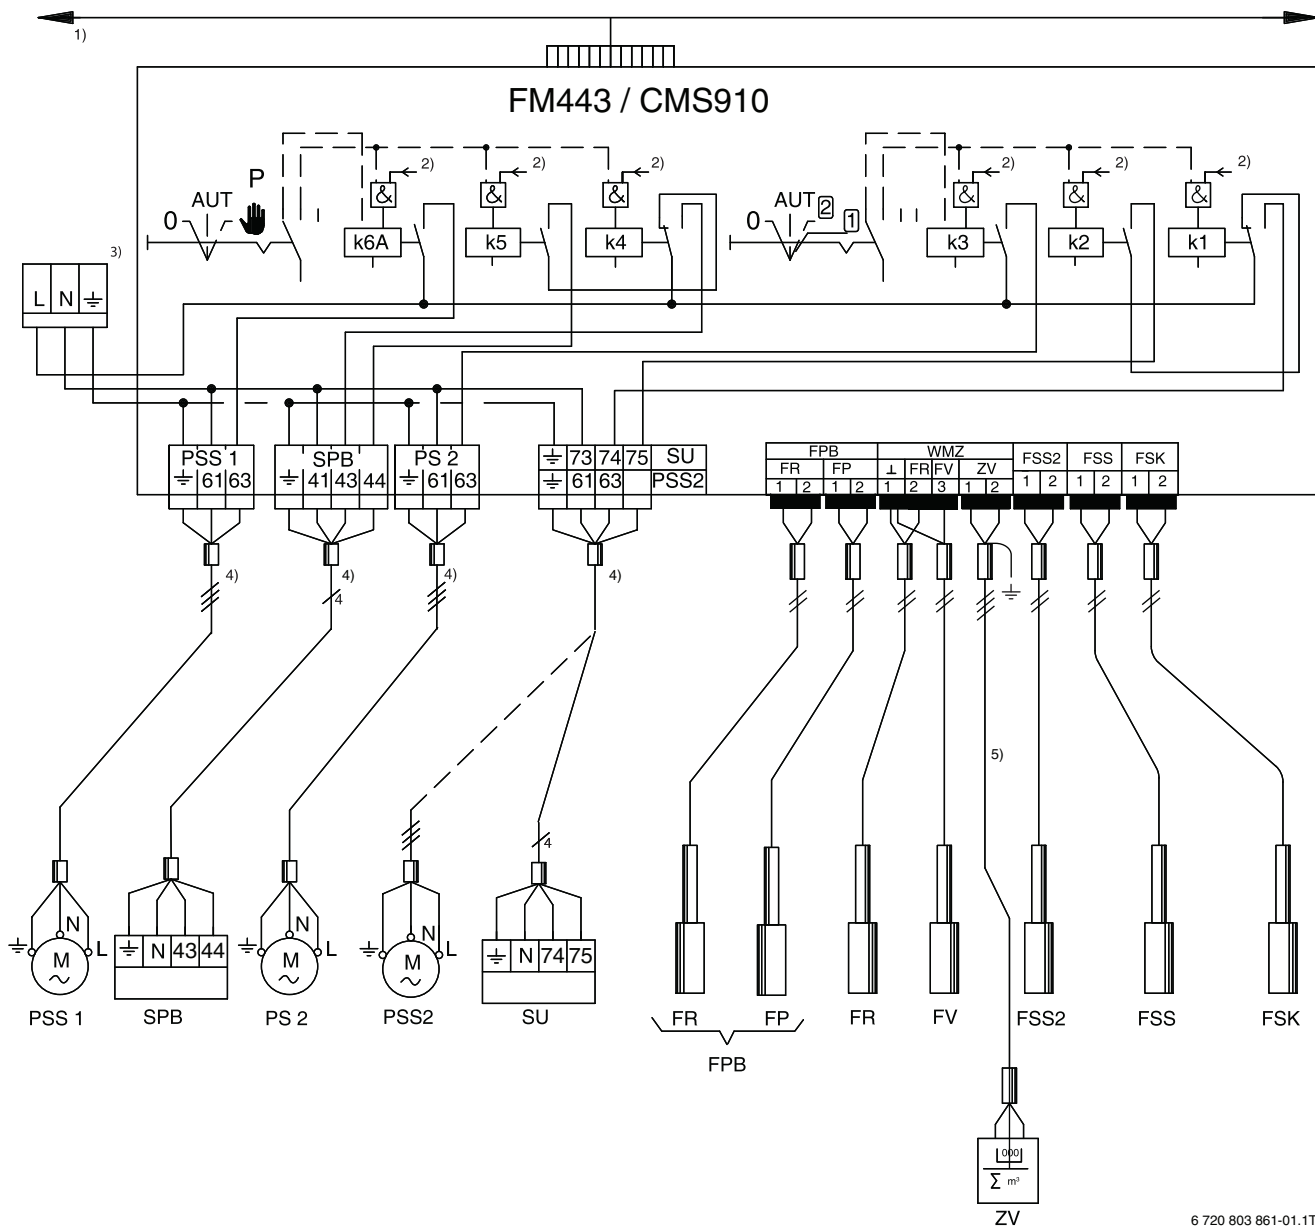 1)
FM443 / CMS910
2) 2) 2) 2) 2) 2)
P
AUT
0
& & &
k6A k5 k4
AUT 2
0 1
& & &
k3 k2 k1
3)
L N
PSS 1 SPB PS 2
61 63 41 43 44 61 63
73 74 75 SU
61 63 PSS2
FPB WMZ FSS2 FSS FSK
FR FP ⊥ FR FV ZV
1 2 1 2 1 2 3 1 2 1 2 1 2 1 2
4) 4) 4) 4)
4
5)
4
N L
M
N 43 44
N L
M
N L
M
N 74 75
PSS 1 SPB PS 2 PSS2 SU FR FP FR FV FSS2 FSS FSK
FPB
000
Σ m³
ZV
6 720 803 861-01.1T